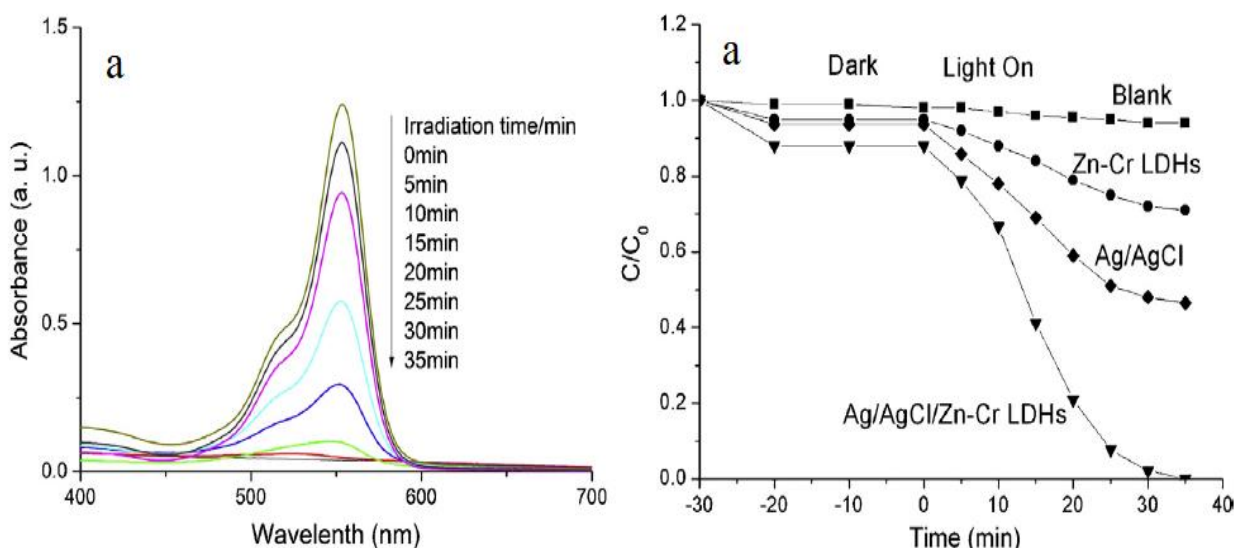 a
1.5
1.0
0.5
0.0
Absorbance (a. u.)
Irradiation time/min
0min
5min
10min
15min
20min
25min
30min
35min
400
500
600
700
Wavelenth (nm)
a
1.2
1.0
0.8
0.6
0.4
0.2
0.0
C/C₀
Dark
Light On
Blank
Zn-Cr LDHs
Ag/AgCl
Ag/AgCl/Zn-Cr LDHs
-30
-20
-10
0
10
20
30
40
Time (min)